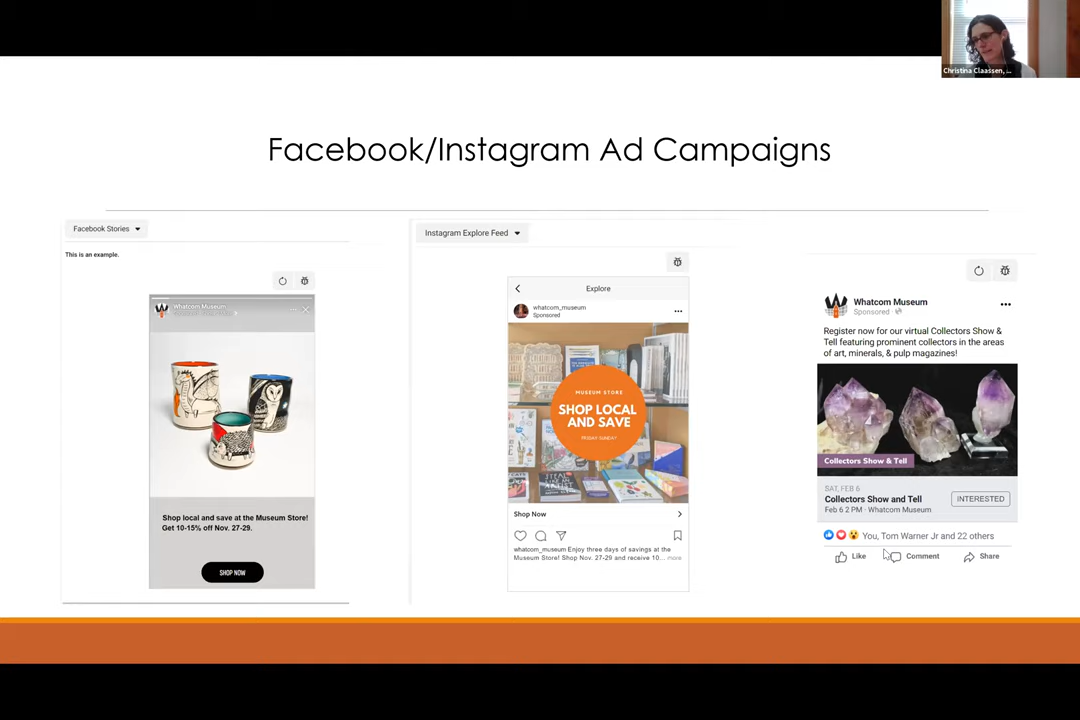 Christina Claassen, ...
Facebook/Instagram Ad Campaigns
Facebook Stories
This is an example.
Whatcom Museum
Shop local and save at the Museum Store!
Get 10-15% off Nov. 27-29.
SHOP NOW
Instagram Explore Feed
Explore
whatcom_museum
Sponsored
MUSEUM STORE
SHOP LOCAL
AND SAVE
FRIDAY SUNDAY
STEAL
LIKE AN
ARTIST
Shop Now
whatcom_museum Enjoy three days of savings at the
Museum Store! Shop Nov. 27-29 and receive 10... more
Whatcom Museum
Sponsored ·
Register now for our virtual Collectors Show &
Tell featuring prominent collectors in the areas
of art, minerals, & pulp magazines!
Collectors Show & Tell
SAT, FEB 6
Collectors Show and Tell
Feb 6 2 PM · Whatcom Museum
INTERESTED
You, Tom Warner Jr and 22 others
Like
Comment
Share